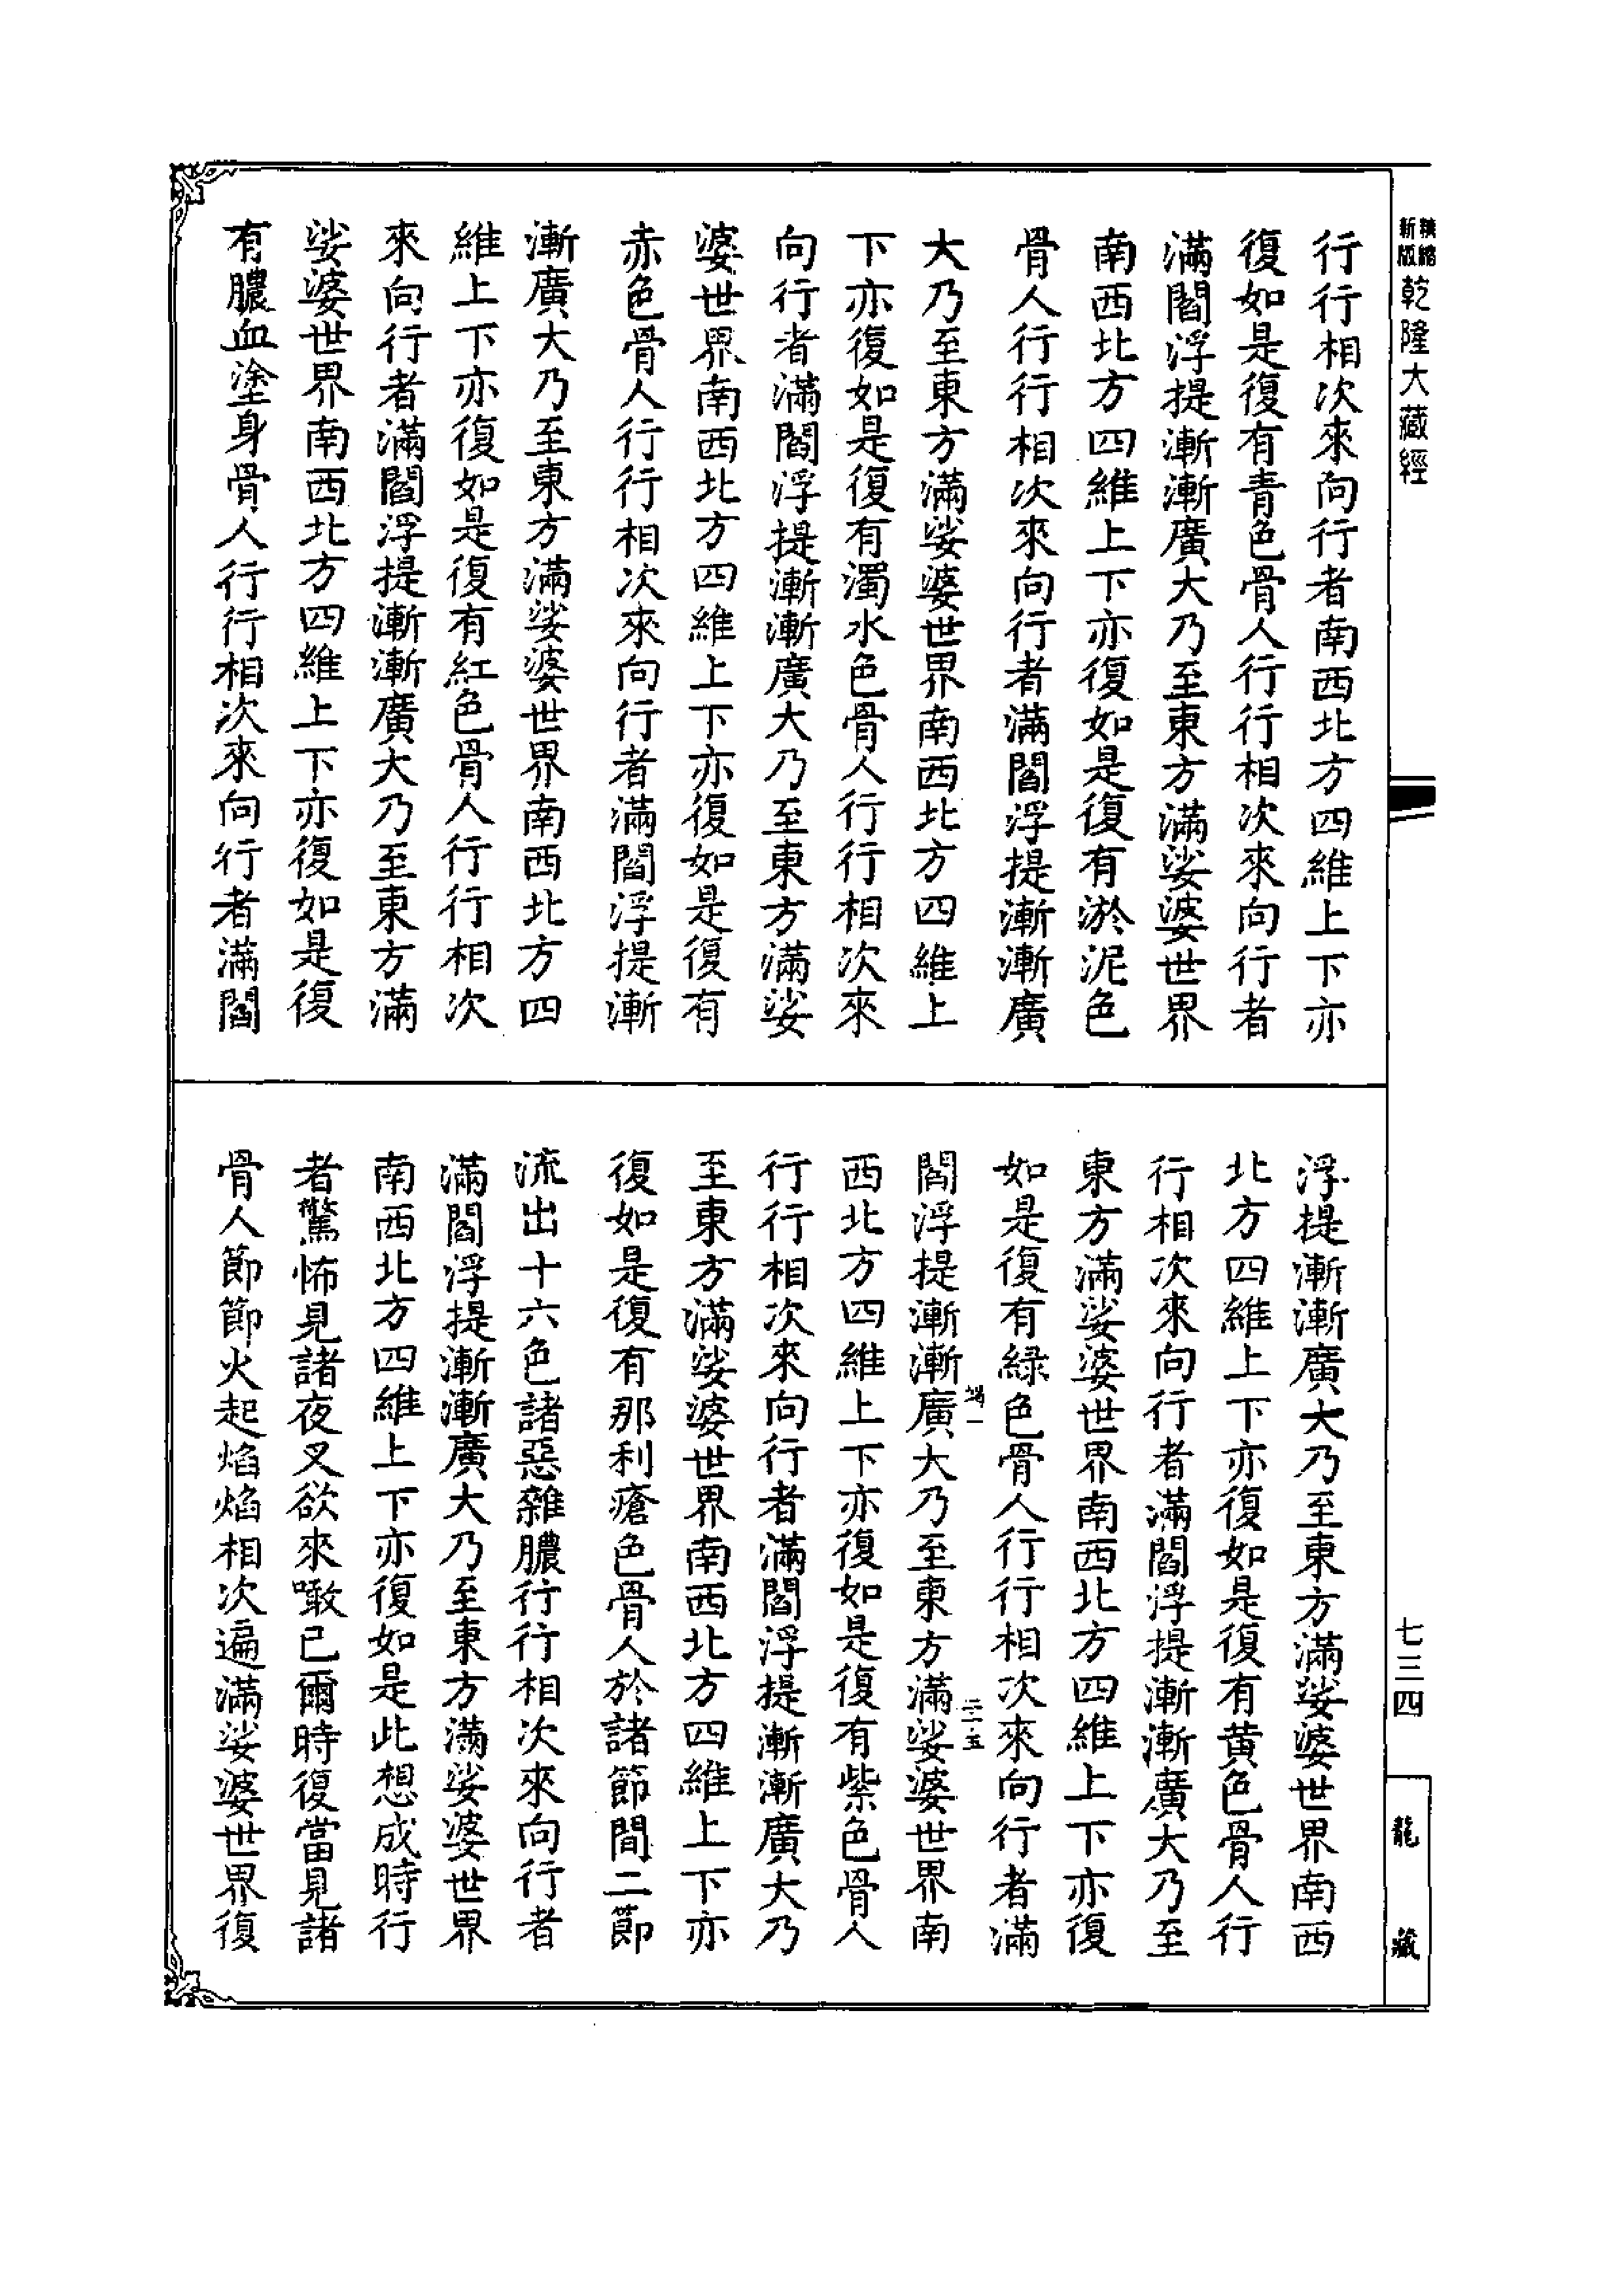 新版
乾隆大藏經
行行相次來向行者南西北方四維上下亦
復如是復有青色骨人行行相次來向行者
滿閻浮提漸漸廣大乃至東方滿娑婆世界
南西北方四維上下亦復如是復有淤泥色
骨人行行相次來向行者滿閻浮提漸漸廣
大乃至東方滿娑婆世界南西北方四維上
下亦復如是復有濁水色骨人行行相次來
向行者滿閻浮提漸漸廣大乃至東方滿娑
婆世界南西北方四維上下亦復如是復有
赤色骨人行行相次來向行者滿閻浮提漸
漸廣大乃至東方滿娑婆世界南西北方四
維上下亦復如是復有紅色骨人行行相次
來向行者滿閻浮提漸漸廣大乃至東方滿
娑婆世界南西北方四維上下亦復如是復
有膿血塗身骨人行行相次來向行者滿閻
浮提漸漸廣大乃至東方滿娑婆世界南西
北方四維上下亦復如是復有黄色骨人行
行相次來向行者滿閻浮提漸漸廣大乃至
東方滿娑婆世界南西北方四維上下亦復
如是復有綠色骨人行行相次來向行者滿
閻浮提漸漸廣大乃至東方滿娑婆世界南
西北方四維上下亦復如是復有紫色骨人
行行相次來向行者滿閻浮提漸漸廣大乃
至東方滿娑婆世界南西北方四維上下亦
復如是復有那利瘡色骨人於諸節間二節
流出十六色諸惡雜膿行行相次來向行者
滿閻浮提漸漸廣大乃至東方滿娑婆世界
南西北方四維上下亦復如是此想成時行
者驚怖見諸夜叉欲來噉已爾時復當見諸
骨人節節火起焰焰相次遍滿娑婆世界復
七三四
龍藏